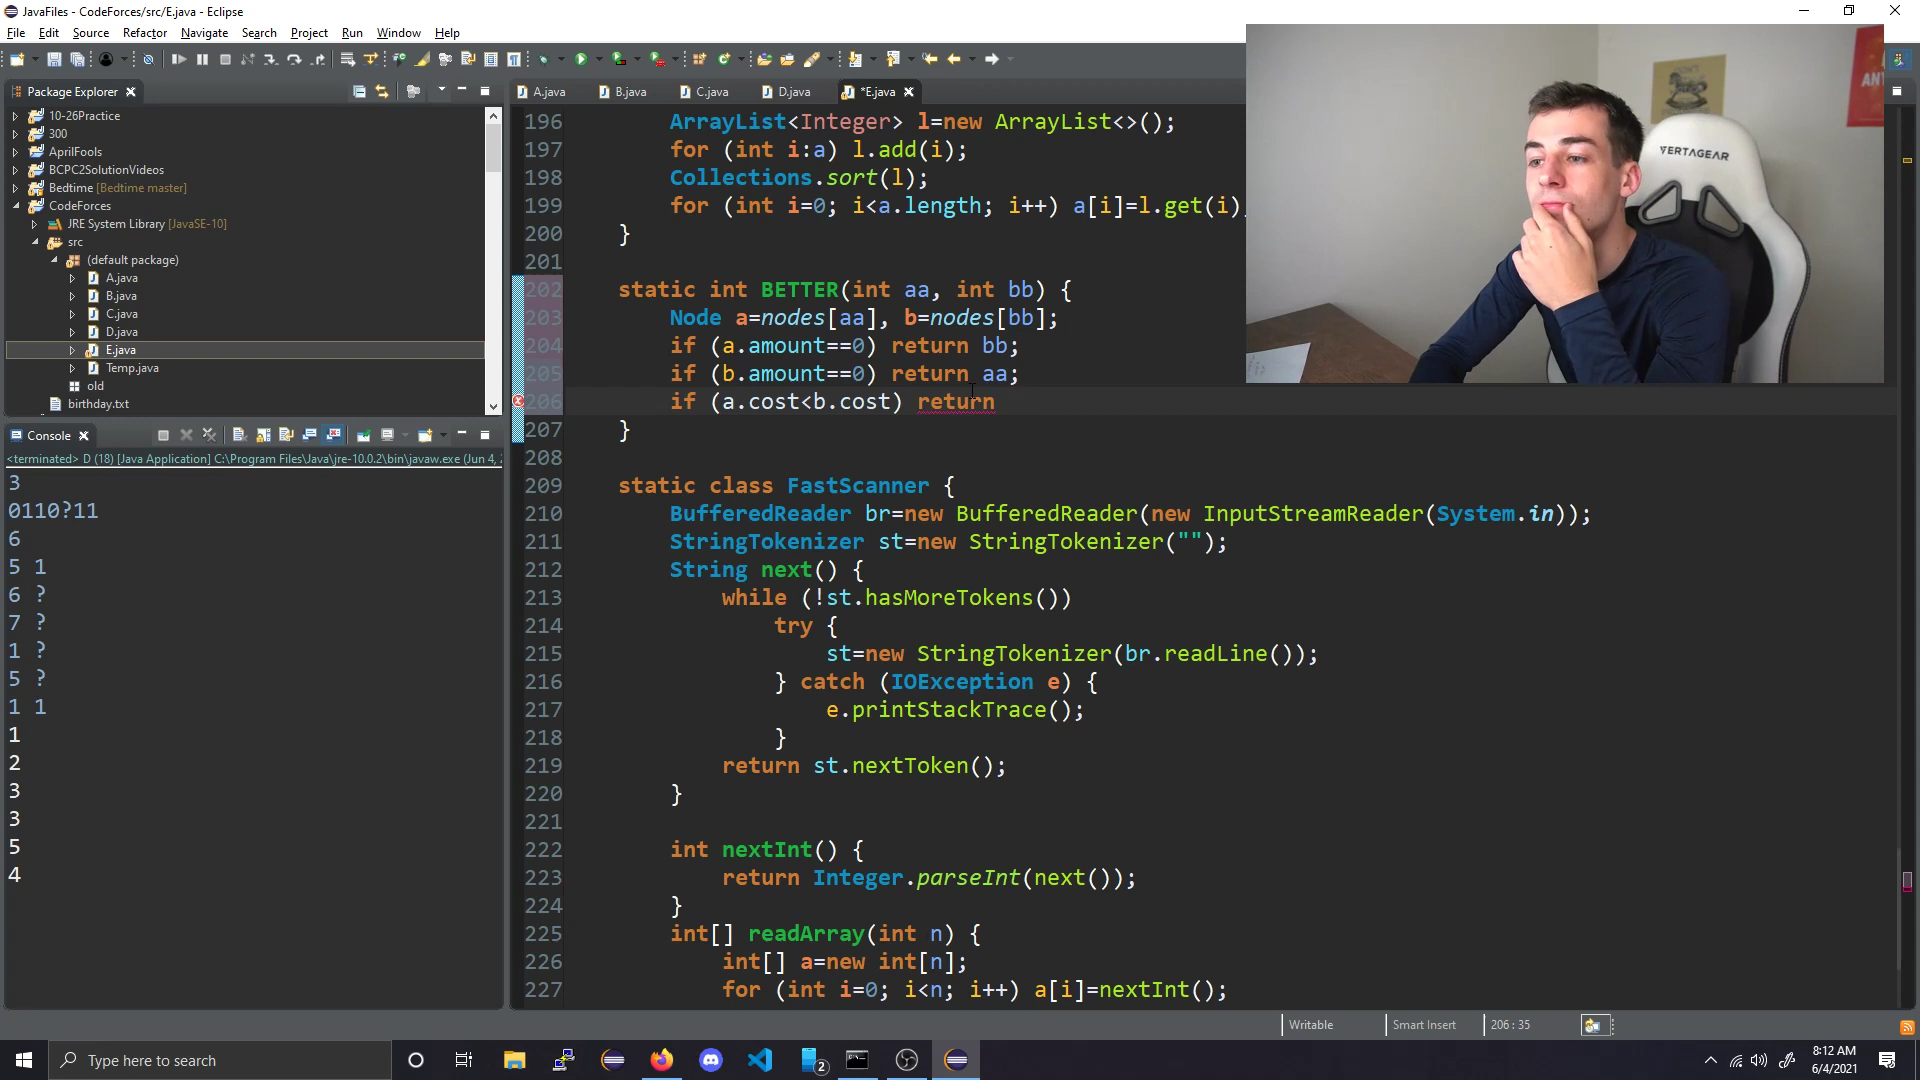 JavaFiles - CodeForces/src/E.java - Eclipse
File Edit Source Refactor Navigate Search Project Run Window Help
Package Explorer
10-26Practice
300
AprilFools
BCPC2SolutionVideos
Bedtime [Bedtime master]
CodeForces
JRE System Library [JavaSE-10]
src
(default package)
A.java
B.java
C.java
D.java
E.java
Temp.java
old
birthday.txt
Console
<terminated> D (18) [Java Application] C:\Program Files\Java\jre-10.0.2\bin\javaw.exe (Jun 4,
3
0110?11
6
5 1
6 ?
7 ?
1 ?
5 ?
1 1
1
2
3
3
5
4
A.java B.java C.java D.java *E.java
196 ArrayList<Integer> l=new ArrayList<>();
197 for (int i:a) l.add(i);
198 Collections.sort(l);
199 for (int i=0; i<a.length; i++) a[i]=l.get(i)
200 }
201
202 static int BETTER(int aa, int bb) {
203 Node a=nodes[aa], b=nodes[bb];
204 if (a.amount==0) return bb;
205 if (b.amount==0) return aa;
206 if (a.cost<b.cost) return
207 }
208
209 static class FastScanner {
210 BufferedReader br=new BufferedReader(new InputStreamReader(System.in));
211 StringTokenizer st=new StringTokenizer("");
212 String next() {
213 while (!st.hasMoreTokens())
214 try {
215 st=new StringTokenizer(br.readLine());
216 } catch (IOException e) {
217 e.printStackTrace();
218 }
219 return st.nextToken();
220 }
221
222 int nextInt() {
223 return Integer.parseInt(next());
224 }
225 int[] readArray(int n) {
226 int[] a=new int[n];
227 for (int i=0; i<n; i++) a[i]=nextInt();
VERTAGEAR
Writable Smart Insert 206 : 35
Type here to search
2
8:12 AM
6/4/2021